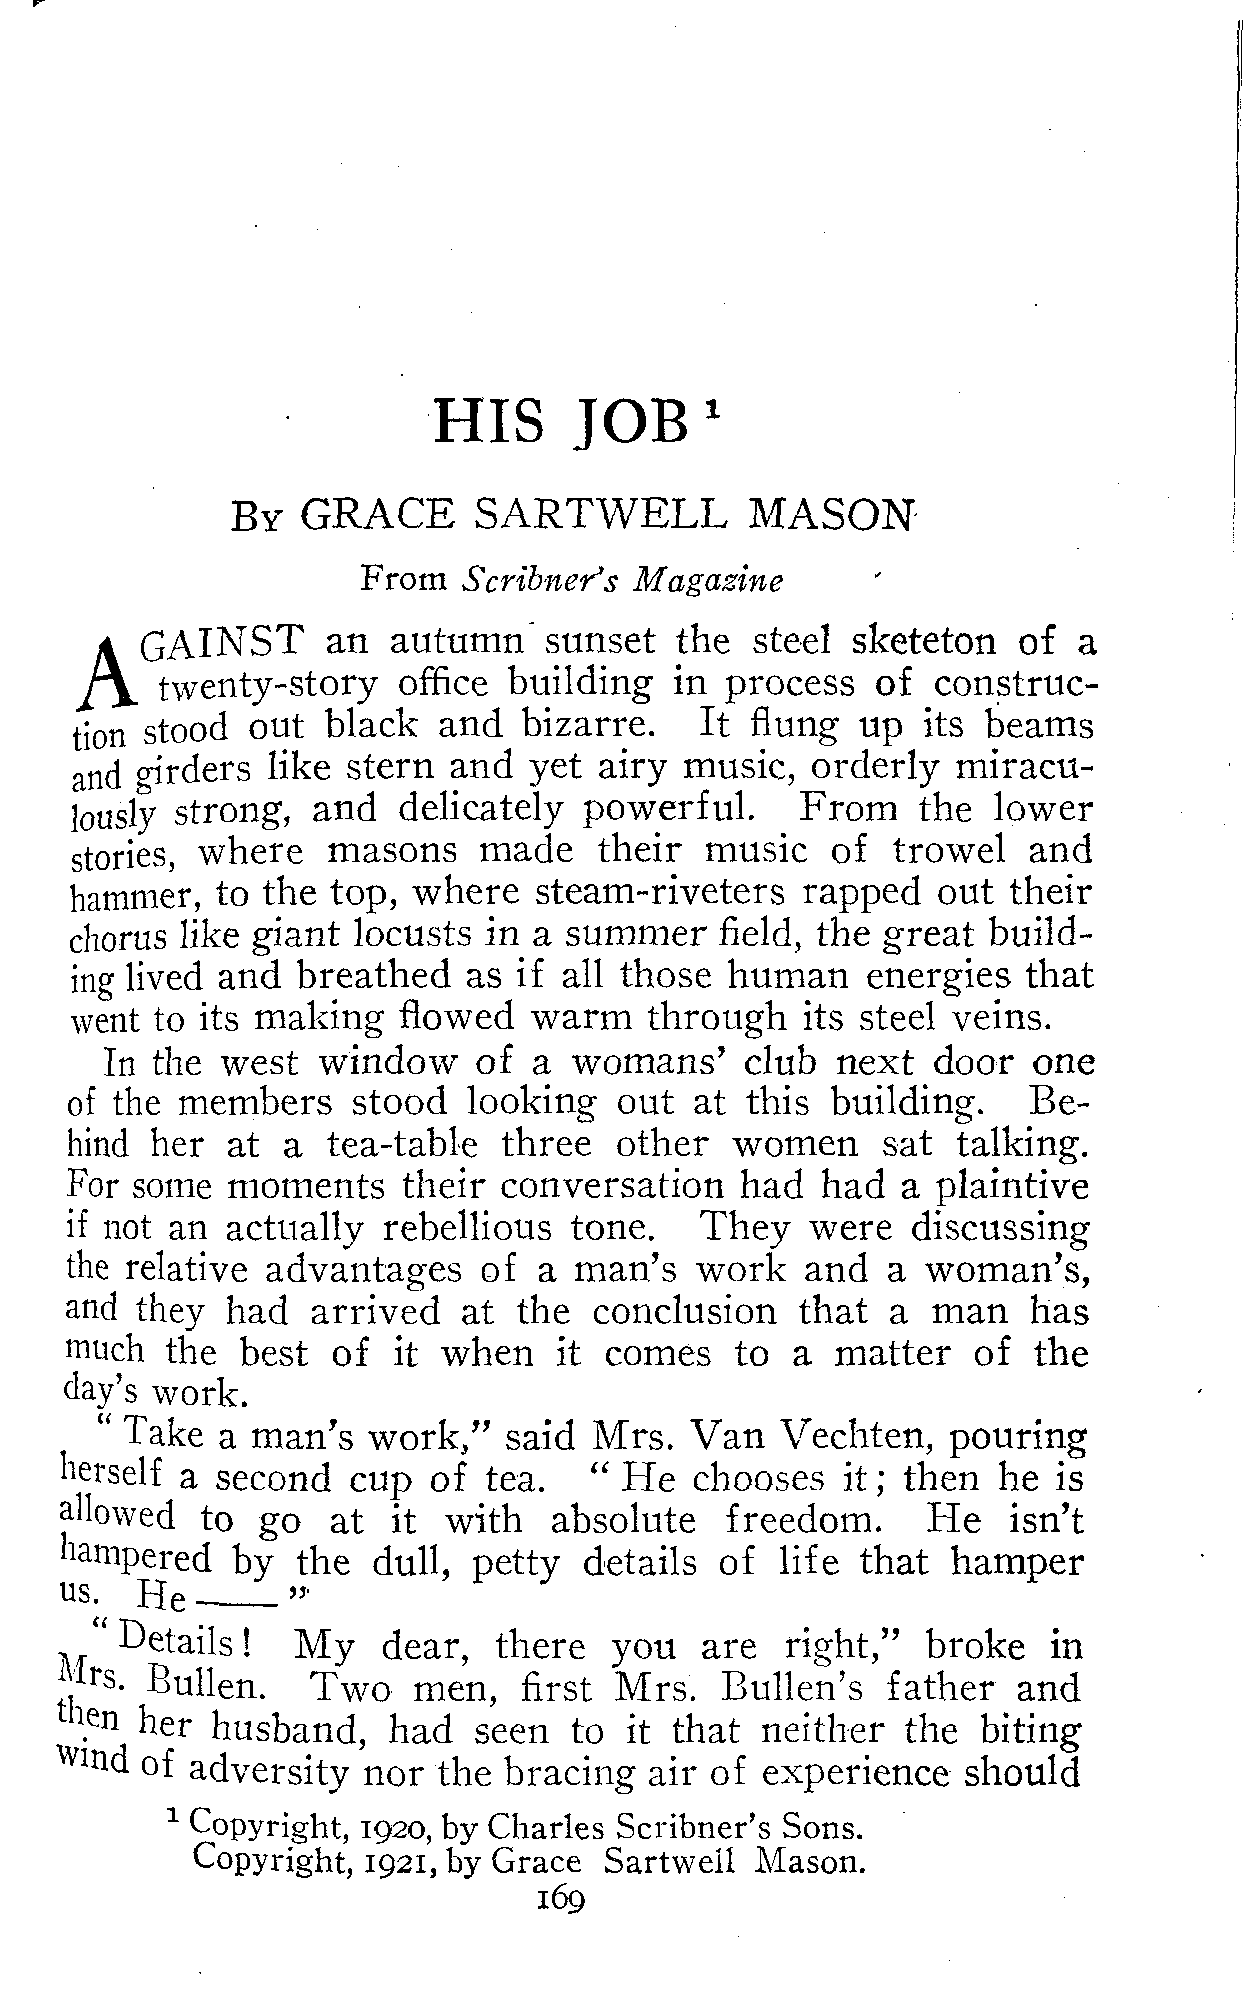 HIS JOB ¹
By GRACE SARTWELL MASON
From Scribner's Magazine
AGAINST an autumn sunset the steel sketeton of a
twenty-story office building in process of construc-
tion stood out black and bizarre. It flung up its beams
and girders like stern and yet airy music, orderly miracu-
lously strong, and delicately powerful. From the lower
stories, where masons made their music of trowel and
hammer, to the top, where steam-riveters rapped out their
chorus like giant locusts in a summer field, the great build-
ing lived and breathed as if all those human energies that
went to its making flowed warm through its steel veins.
In the west window of a womans' club next door one
of the members stood looking out at this building. Be-
hind her at a tea-table three other women sat talking.
For some moments their conversation had had a plaintive
if not an actually rebellious tone. They were discussing
the relative advantages of a man's work and a woman's,
and they had arrived at the conclusion that a man has
much the best of it when it comes to a matter of the
day's work.
"Take a man's work," said Mrs. Van Vechten, pouring
herself a second cup of tea. "He chooses it; then he is
allowed to go at it with absolute freedom. He isn't
hampered by the dull, petty details of life that hamper
us. He——"
"Details! My dear, there you are right," broke in
Mrs. Bullen. Two men, first Mrs. Bullen's father and
then her husband, had seen to it that neither the biting
wind of adversity nor the bracing air of experience should
¹ Copyright, 1920, by Charles Scribner's Sons.
Copyright, 1921, by Grace Sartwell Mason.
169